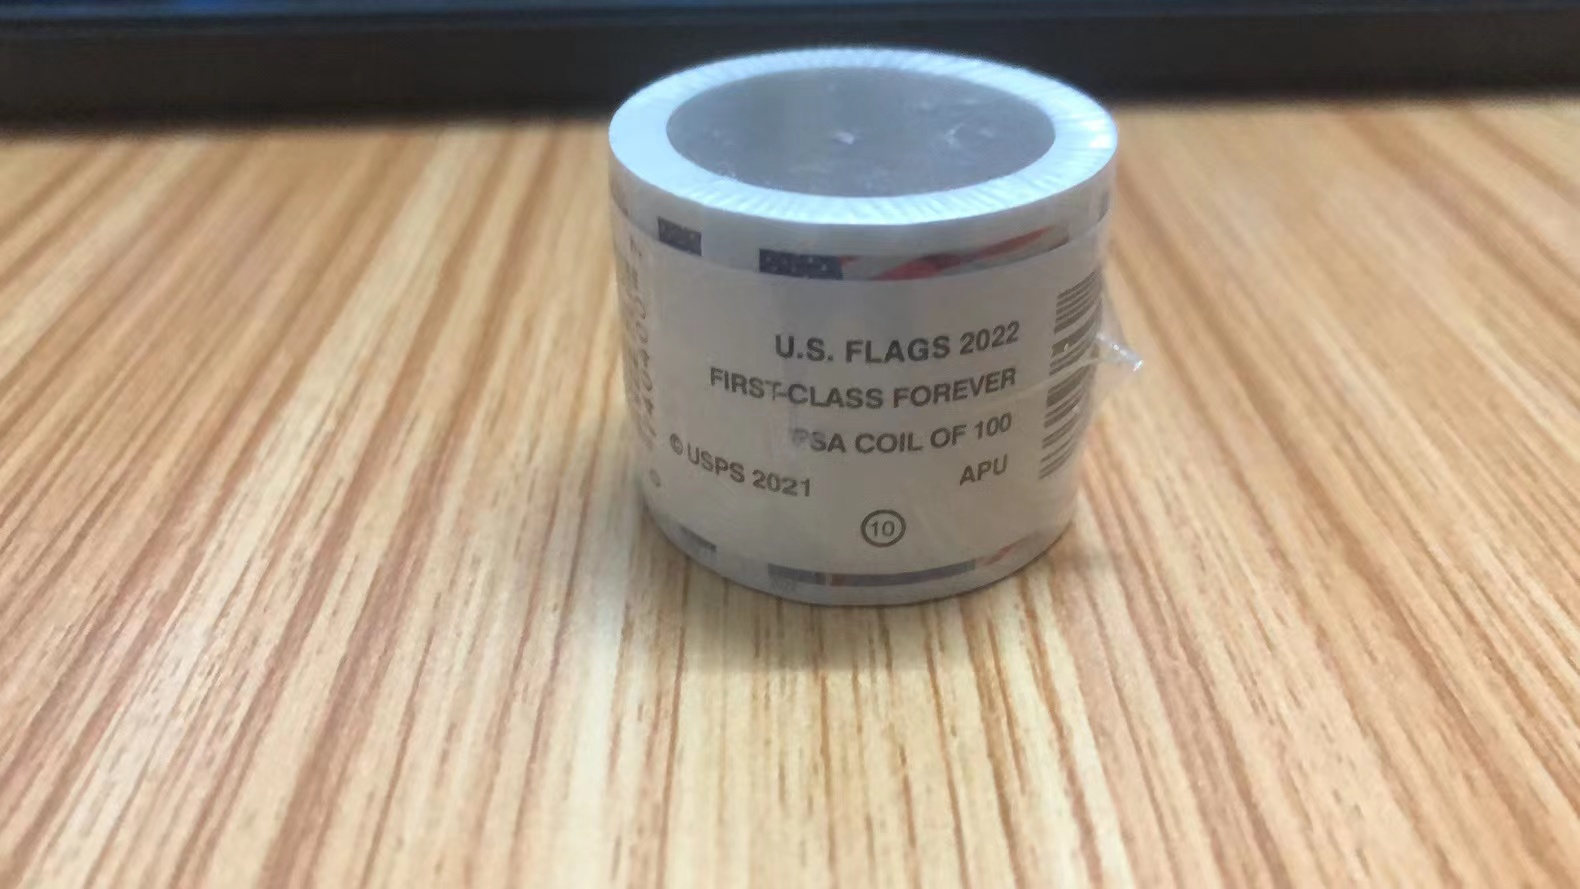 U.S. FLAGS 2022
FIRST-CLASS FOREVER
PSA COIL OF 100
© USPS 2021
APU
10